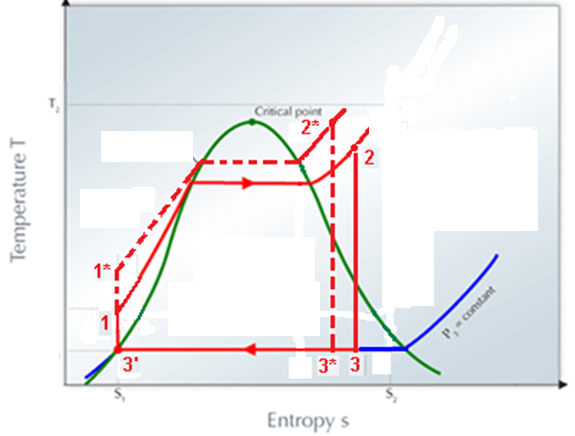 T₂
Critical point
2*
2
Temperature T
1*
1
3'
3*
3
P₃ = constant
S₁
S₂
Entropy s